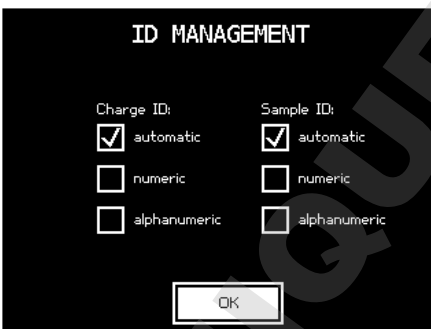 ID MANAGEMENT
Charge ID: Sample ID:
automatic automatic
numeric numeric
alphanumeric alphanumeric
OK